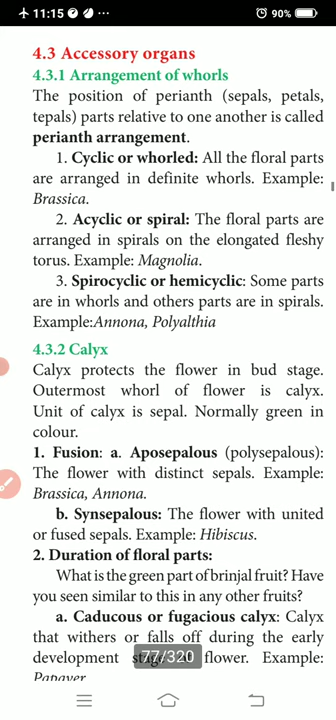 11:15 ... 90%
4.3 Accessory organs
4.3.1 Arrangement of whorls
The position of perianth (sepals, petals,
tepals) parts relative to one another is called
perianth arrangement.
1. Cyclic or whorled: All the floral parts
are arranged in definite whorls. Example:
Brassica.
2. Acyclic or spiral: The floral parts are
arranged in spirals on the elongated fleshy
torus. Example: Magnolia.
3. Spirocyclic or hemicyclic: Some parts
are in whorls and others parts are in spirals.
Example:Annona, Polyalthia
4.3.2 Calyx
Calyx protects the flower in bud stage.
Outermost whorl of flower is calyx.
Unit of calyx is sepal. Normally green in
colour.
1. Fusion: a. Aposepalous (polysepalous):
The flower with distinct sepals. Example:
Brassica, Annona.
b. Synsepalous: The flower with united
or fused sepals. Example: Hibiscus.
2. Duration of floral parts:
What is the green part of brinjal fruit? Have
you seen similar to this in any other fruits?
a. Caducous or fugacious calyx: Calyx
that withers or falls off during the early
development flower. Example:
77/320
Papaver